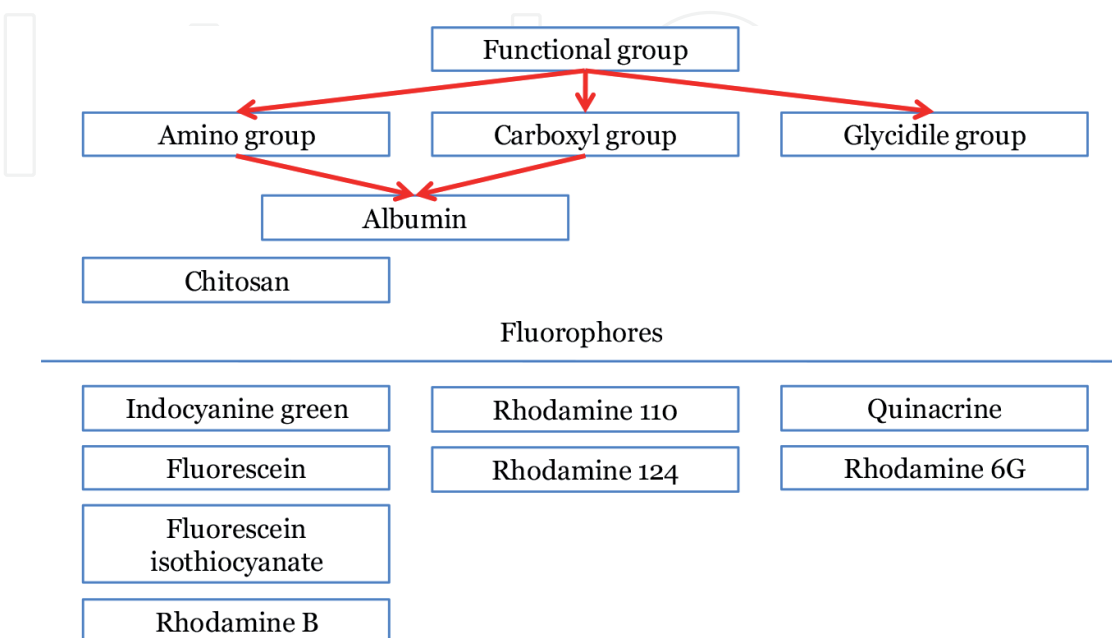 Functional group
Amino group
Carboxyl group
Glycidile group
Albumin
Chitosan
Fluorophores
Indocyanine green
Rhodamine 110
Quinacrine
Fluorescein
Rhodamine 124
Rhodamine 6G
Fluorescein
isothiocyanate
Rhodamine B